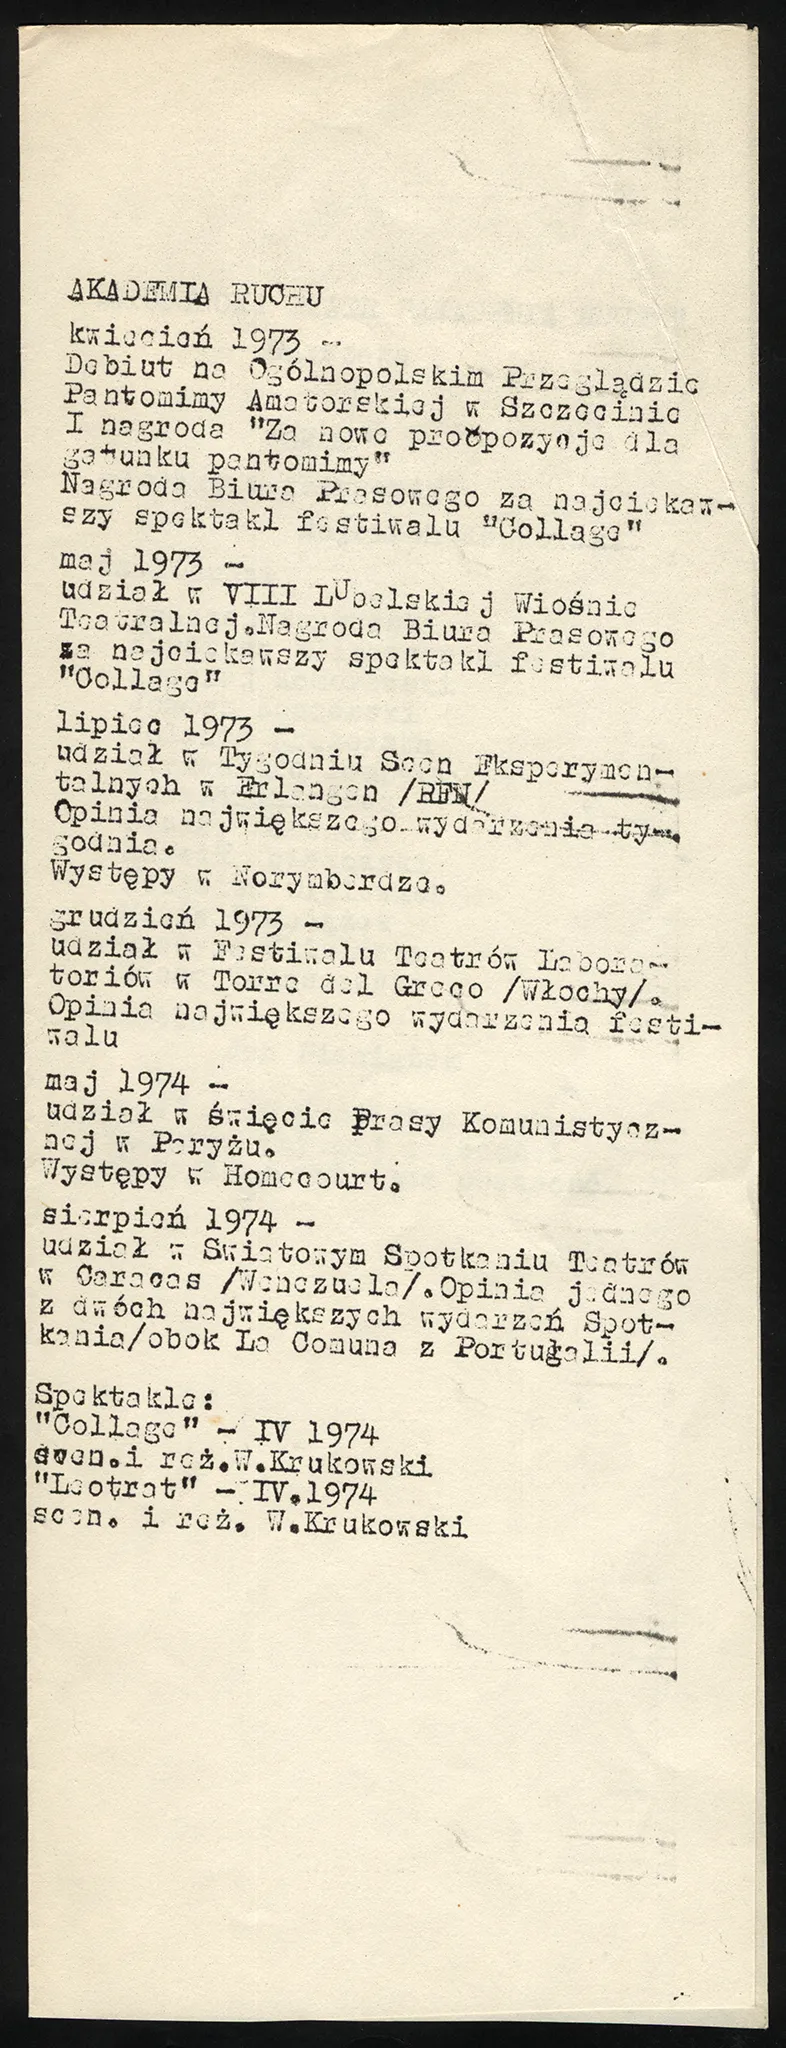 AKADEMIA RUCHU
kwiecień 1973 -
Debiut na Ogólnopolskim Przeglądzie
Pantomimy Amatorskiej w Szczecinie
I nagroda "Za nowe proppozycje dla
gatunku pantomimy"
Nagroda Biura Prasowego za najciekaw-
szy spektakl festiwalu "Collage"
maj 1973 -
udział w VIII LUbelskiej Wiośnie
Teatralnej.Nagroda Biura Prasowego
za najciekawszy spektakl festiwalu
"Collage"
lipiec 1973 -
udział w Tygodniu Scen Eksperymen-
talnych w Erlangen /RFN/
Opinia największego wydarzenia ty-
godnia.
Występy w Norymberdze.
grudzień 1973 -
udział w Festiwalu Teatrów Labora-
toriów w Torre del Greco /Włochy/.
Opinia największego wydarzenia festi-
walu
maj 1974 -
udział w święcie Prasy Komunistycz-
nej w Paryżu.
Występy w Homecourt.
sierpień 1974 -
udział w Swiatowym Spotkaniu Teatrów
w Caracas /Wenezuela/.Opinia jednego
z dwóch największych wydarzeń Spot-
kania/obok La Comuna z Portugalii/.
Spektakle:
"Collage" - IV 1974
scen.i reż.W.Krukowski
"Leotrat" - IV.1974
scen. i reż. W.Krukowski